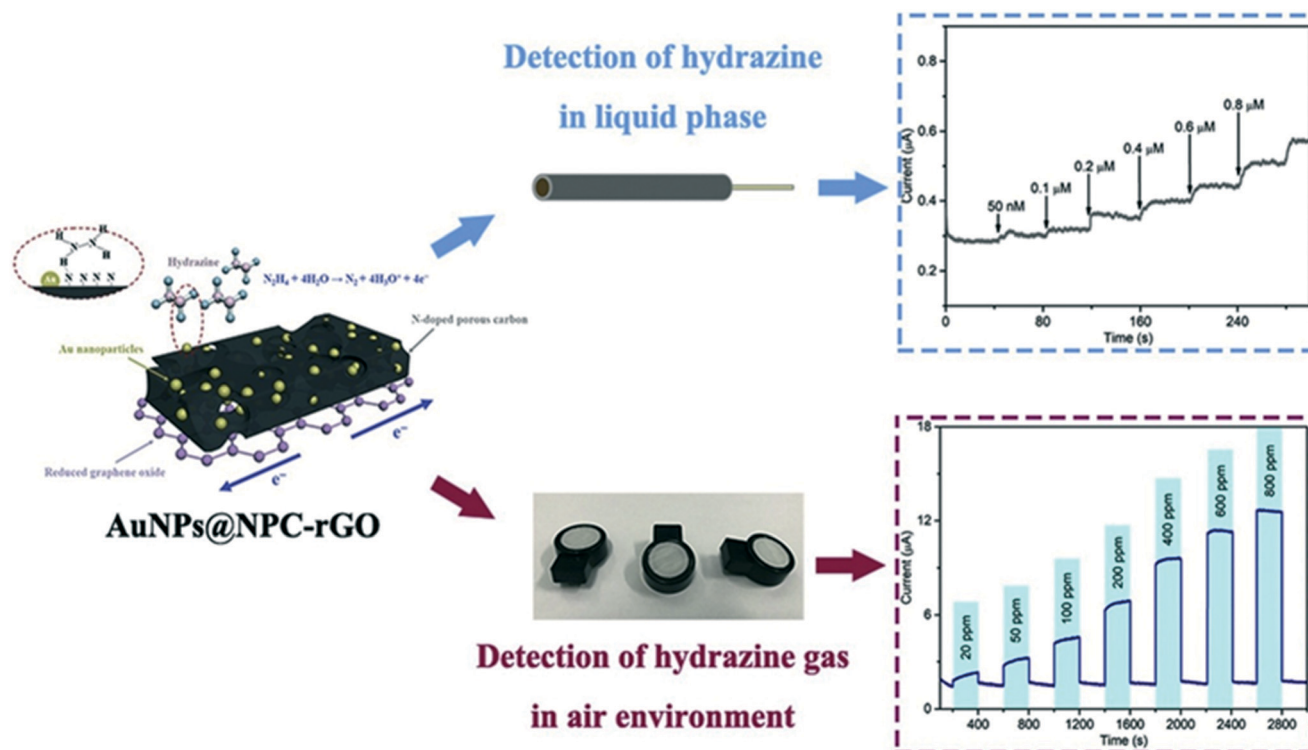 Detection of hydrazine
in liquid phase
Current (μA)
0.8
0.6
0.4
0.2
50 nM
0.1 μM
0.2 μM
0.4 μM
0.6 μM
0.8 μM
0
80
160
240
Time (s)
H
H
N
N
H
H
Au
N N N N
Hydrazine
N₂H₄ + 4H₂O → N₂ + 4H₃O⁺ + 4e⁻
N-doped porous carbon
Au nanoparticles
Reduced graphene oxide
e⁻
e⁻
AuNPs@NPC-rGO
Detection of hydrazine gas
in air environment
Current (μA)
18
12
6
0
20 ppm
50 ppm
100 ppm
200 ppm
400 ppm
600 ppm
800 ppm
400
800
1200
1600
2000
2400
2800
Time (s)